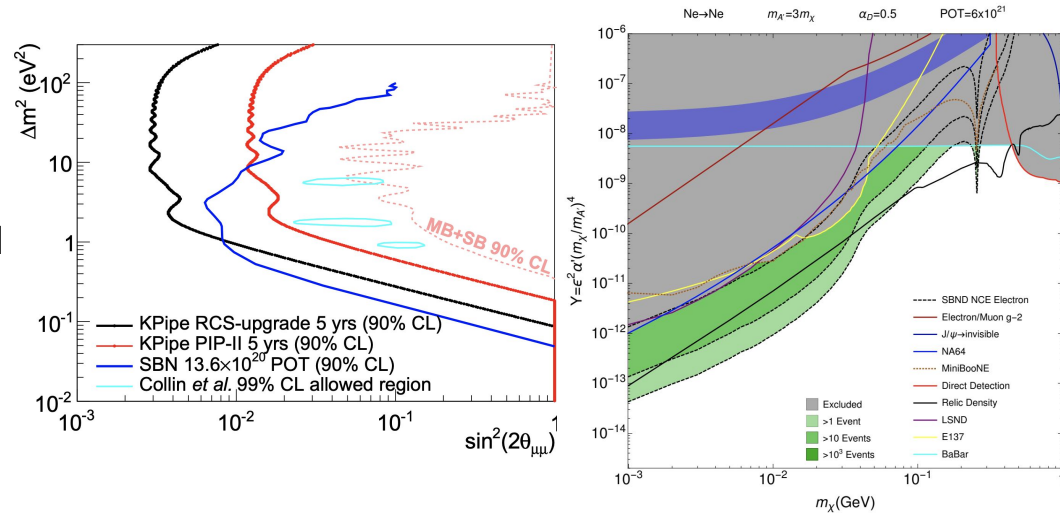 Δm² (eV²)
10²
10
1
10⁻¹
10⁻²
MB+SB 90% CL
KPipe RCS-upgrade 5 yrs (90% CL)
KPipe PIP-II 5 yrs (90% CL)
SBN 13.6×10²⁰ POT (90% CL)
Collin et al. 99% CL allowed region
10⁻³ 10⁻² 10⁻¹ 1
sin²(2θμμ)
Ne→Ne m_A'=3m_χ α_D=0.5 POT=6x10²¹
Y=ϵ²α'(m_χ/m_A')⁴
10⁻⁶
10⁻⁷
10⁻⁸
10⁻⁹
10⁻¹⁰
10⁻¹¹
10⁻¹²
10⁻¹³
10⁻¹⁴
SBND NCE Electron
Electron/Muon g-2
J/ψ→invisible
NA64
MiniBooNE
Direct Detection
Relic Density
LSND
E137
BaBar
Excluded
>1 Event
>10 Events
>10³ Events
10⁻³ 10⁻² 10⁻¹
m_χ(GeV)